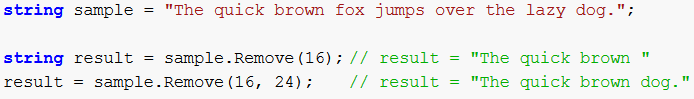 string sample = "The quick brown fox jumps over the lazy dog.";
string result = sample.Remove(16); // result = "The quick brown "
result = sample.Remove(16, 24);   // result = "The quick brown dog."